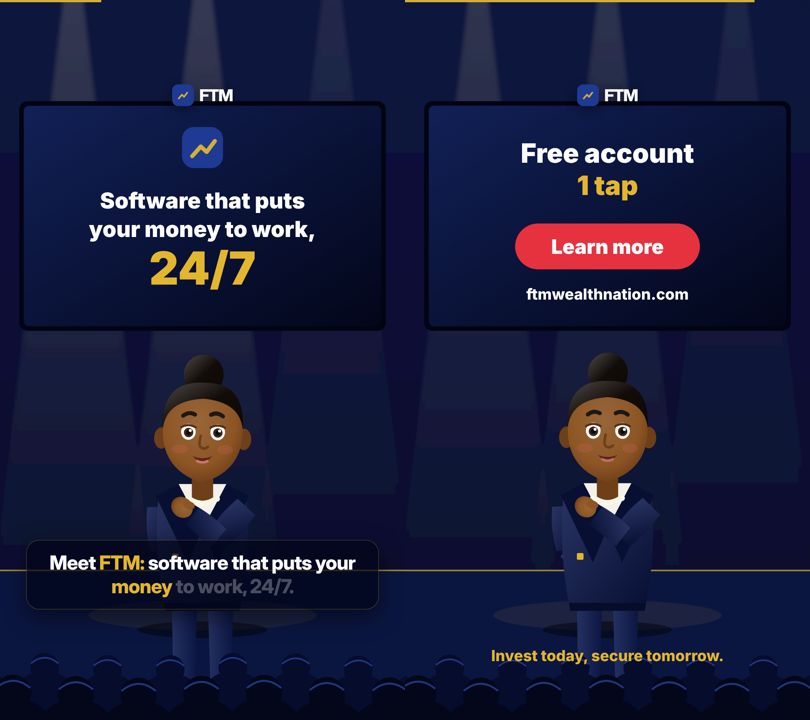 FTM
Software that puts
your money to work,
24/7
Meet FTM: software that puts your
money to work, 24/7.
FTM
Free account
1 tap
Learn more
ftmwealthnation.com
Invest today, secure tomorrow.